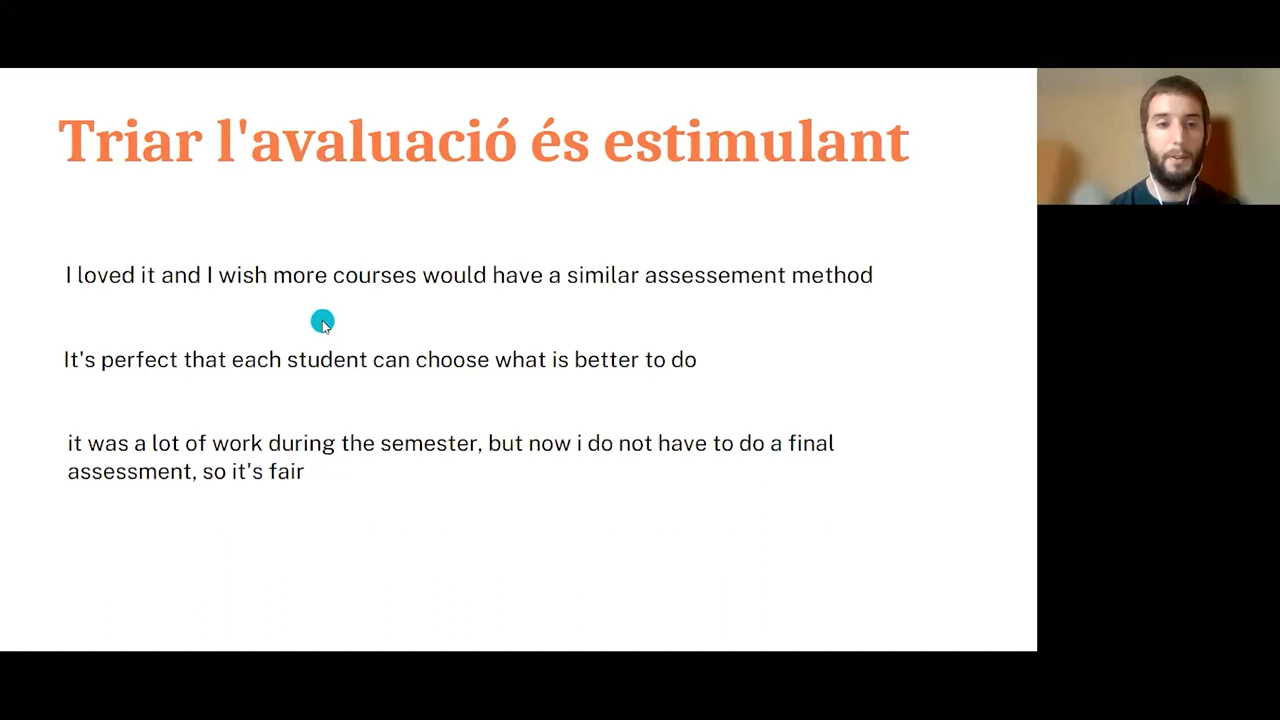 Triar l'avaluació és estimulant
I loved it and I wish more courses would have a similar assessement method
It's perfect that each student can choose what is better to do
it was a lot of work during the semester, but now i do not have to do a final
assessment, so it's fair